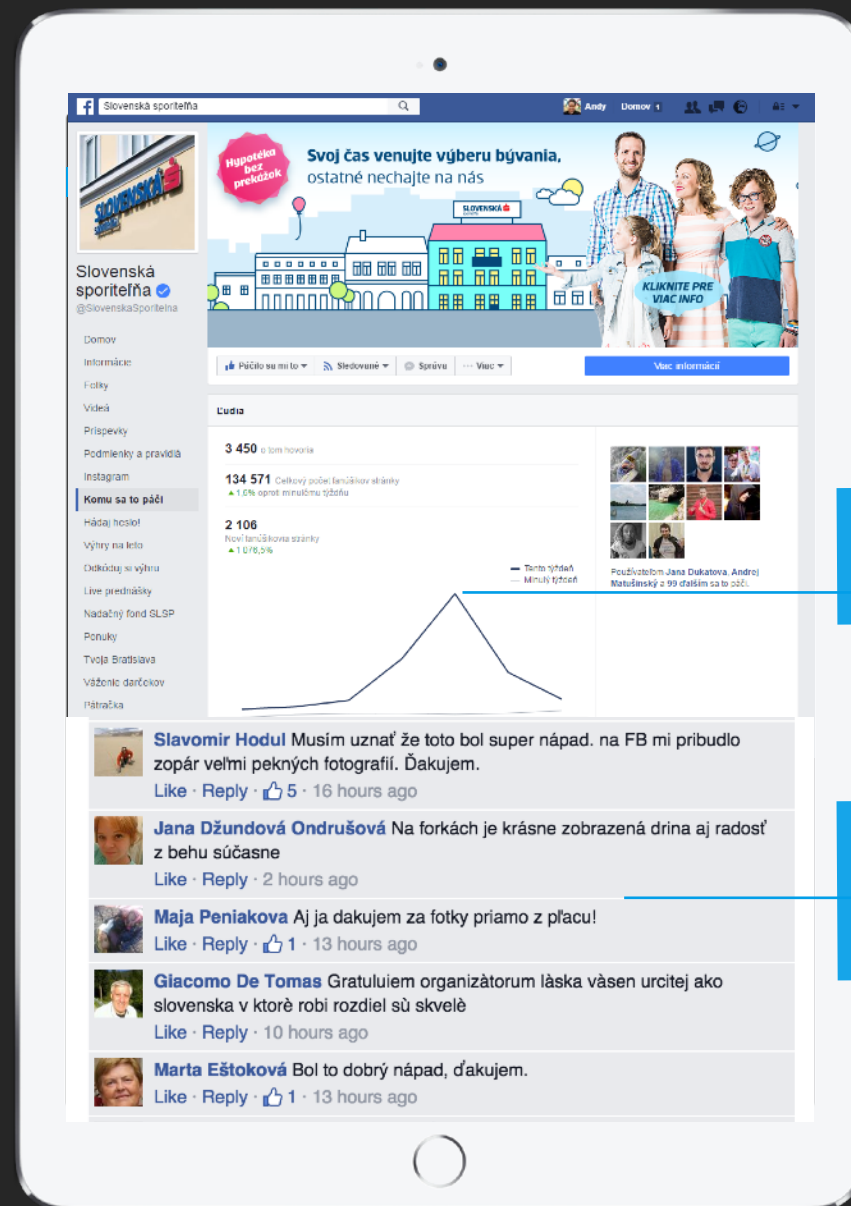 Slovenská sporiteľňa
Andy Domov 1
Hypotéka
bez
prekážok
Svoj čas venujte výberu bývania,
ostatné nechajte na nás
SLOVENSKÁ
KLIKNITE PRE
VIAC INFO
SLOVENSKÁ
Slovenská
sporiteľňa
@SlovenskaSporitelna
Domov
Informácie
Fotky
Videá
Príspevky
Podmienky a pravidlá
Instagram
Komu sa to páči
Hádaj heslo!
Výhry na leto
Odkóduj si výhru
Live prednášky
Nadačný fond SLSP
Ponuky
Tvoja Bratislava
Váženie darčekov
Pátračka
Páčilo sa mi to Sledované Správa Viac
Viac informácií
Ľudia
3 450 o tom hovoria
134 571 Celkový počet fanúšikov stránky
1,6% oproti minulému týždňu
2 106
Noví fanúšikovia stránky
1 076,5%
Tento týždeň
Minulý týždeň
Používateľom Jana Dukatova, Andrej
Matušinský a 99 ďalším sa to páči.
Slavomir Hodul Musím uznať že toto bol super nápad. na FB mi pribudlo
zopár veľmi pekných fotografií. Ďakujem.
Like · Reply · 5 · 16 hours ago
Jana Džundová Ondrušová Na forkách je krásne zobrazená drina aj radosť
z behu súčasne
Like · Reply · 2 hours ago
Maja Peniakova Aj ja dakujem za fotky priamo z pľacu!
Like · Reply · 1 · 13 hours ago
Giacomo De Tomas Gratuluiem organizàtorum làska vàsen urcitej ako
slovenska v ktorè robi rozdiel sù skvelè
Like · Reply · 10 hours ago
Marta Eštoková Bol to dobrý nápad, ďakujem.
Like · Reply · 1 · 13 hours ago